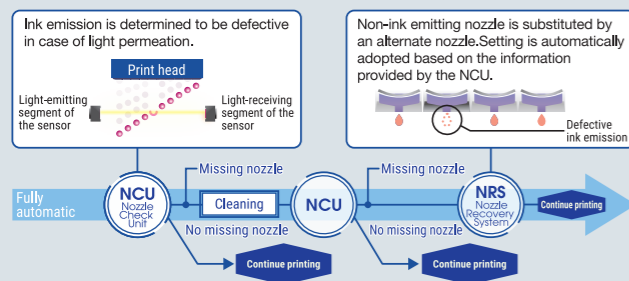 Ink emission is determined to be defective
in case of light permeation.
Print head
Light-emitting
segment of
the sensor
Light-receiving
segment of the
sensor
Non-ink emitting nozzle is substituted by
an alternate nozzle.Setting is automatically
adopted based on the information
provided by the NCU.
Defective
ink emission
Fully
automatic
NCU
Nozzle
Check
Unit
Missing nozzle
Cleaning
No missing nozzle
Continue printing
NCU
Missing nozzle
No missing nozzle
Continue printing
NRS
Nozzle
Recovery
System
Continue printing